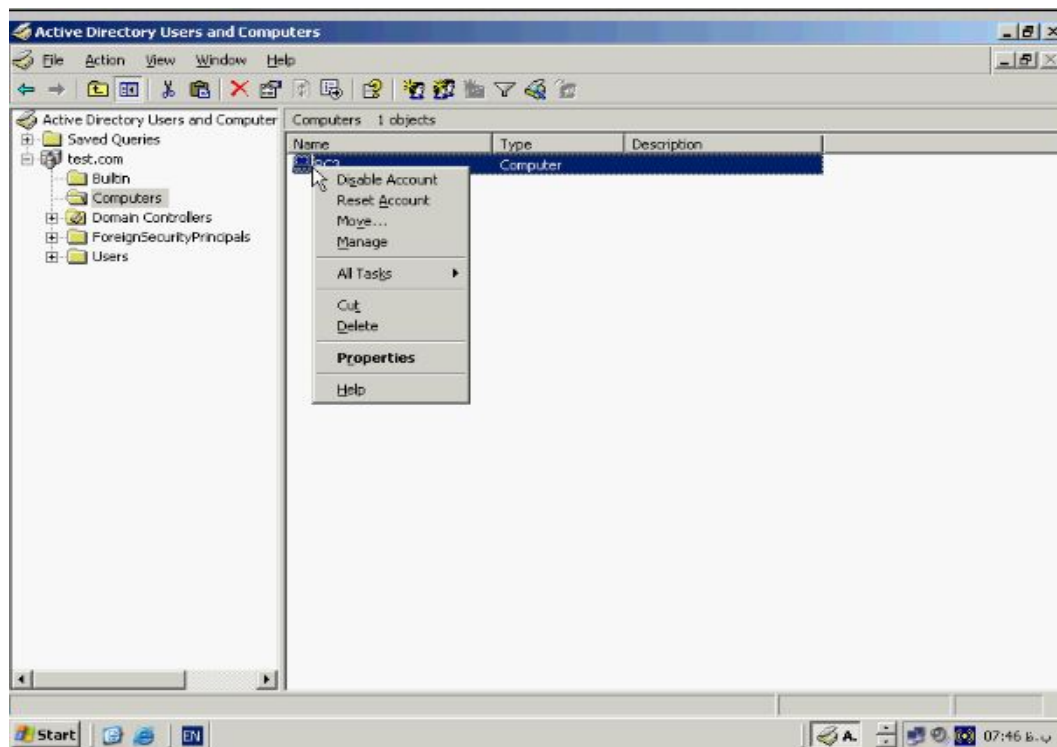 Active Directory Users and Computers
File Action View Window Help
Active Directory Users and Computer
Saved Queries
test.com
Builtin
Computers
Domain Controllers
ForeignSecurityPrincipals
Users
Computers 1 objects
Name Type Description
Computer
Disable Account
Reset Account
Move...
Manage
All Tasks
Cut
Delete
Properties
Help
Start EN A. 07:46 ب.ظ